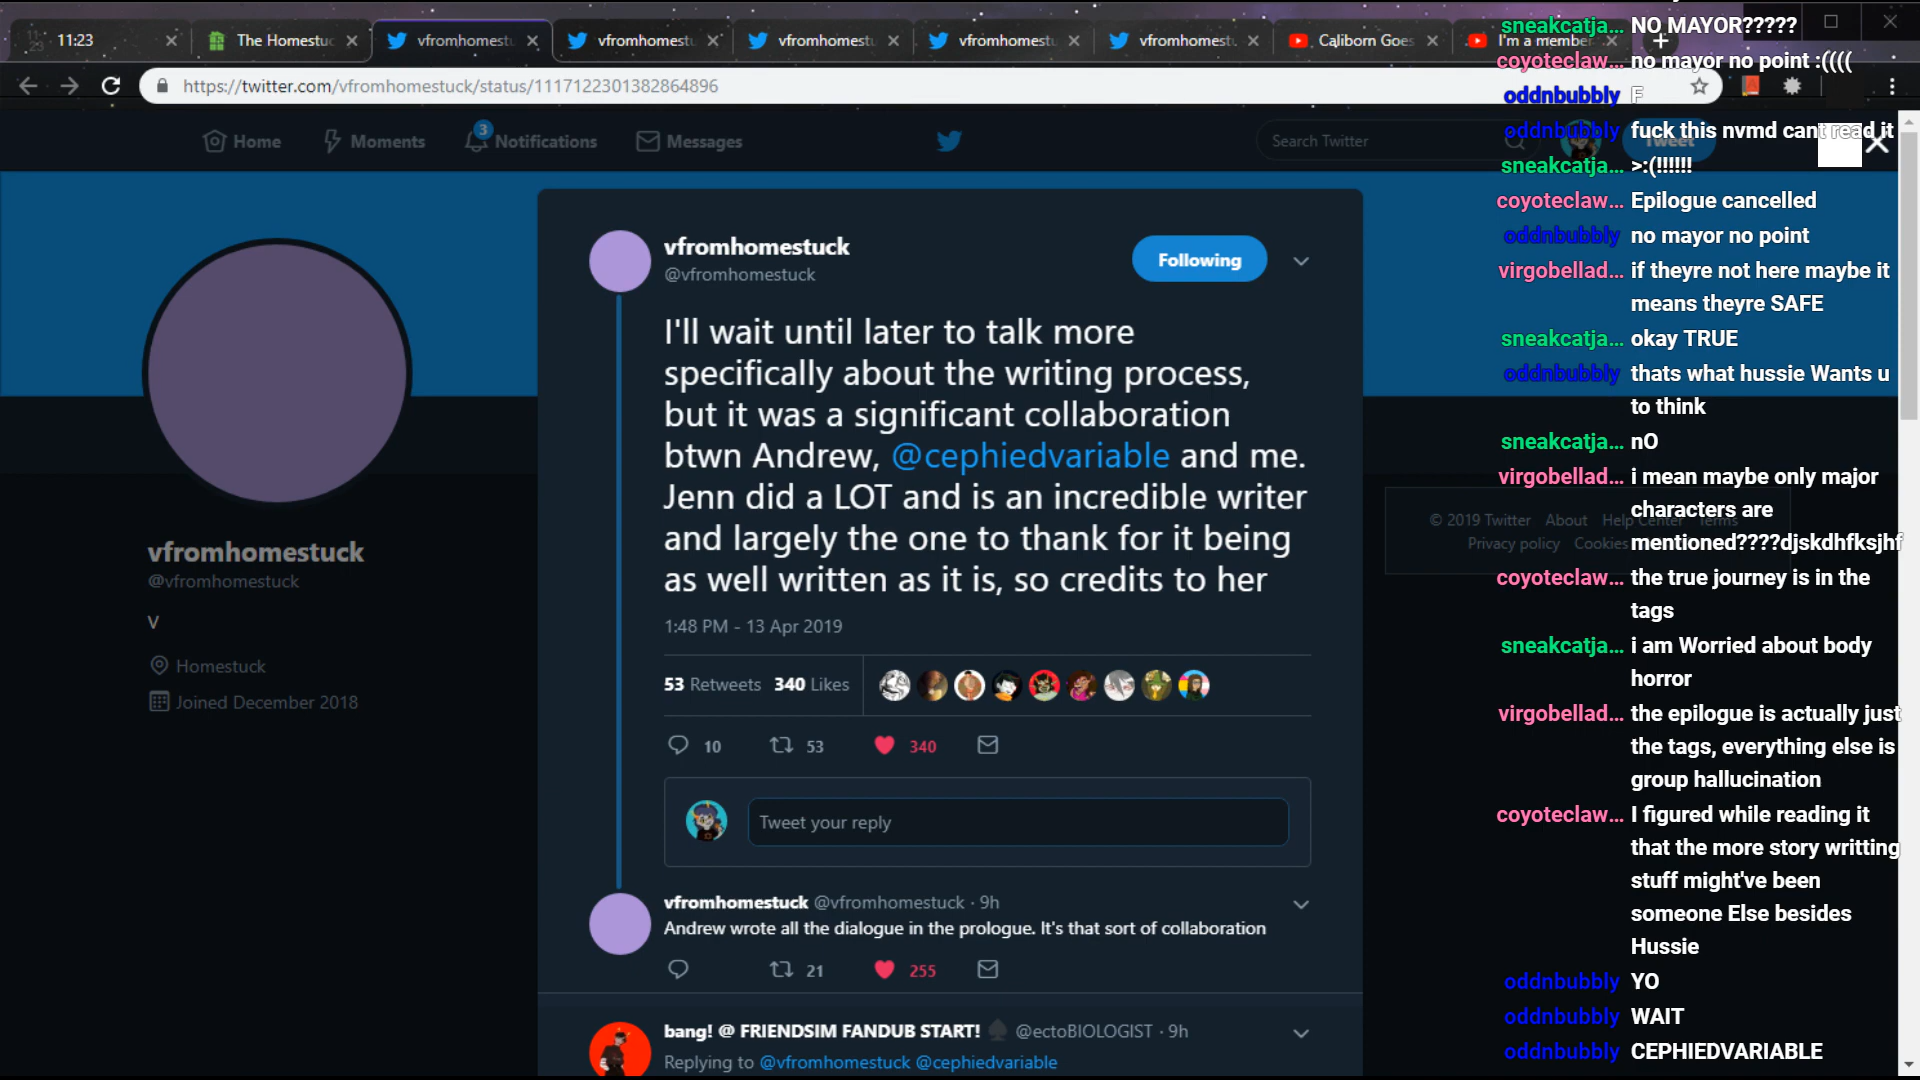 11:23
The Homestuc
vfromhomestu
vfromhomestu
vfromhomestu
vfromhomestu
vfromhomestu
Caliborn Goes
I'm a membe
https://twitter.com/vfromhomestuck/status/1117122301382864896
Home
Moments
3
Notifications
Messages
Search Twitter
Tweet
vfromhomestuck
@vfromhomestuck
v
Homestuck
Joined December 2018
vfromhomestuck
@vfromhomestuck
Following
I'll wait until later to talk more
specifically about the writing process,
but it was a significant collaboration
btwn Andrew, @cephiedvariable and me.
Jenn did a LOT and is an incredible writer
and largely the one to thank for it being
as well written as it is, so credits to her
1:48 PM - 13 Apr 2019
53 Retweets 340 Likes
10 53 340
Tweet your reply
vfromhomestuck @vfromhomestuck · 9h
Andrew wrote all the dialogue in the prologue. It's that sort of collaboration
21 255
bang! @ FRIENDSIM FANDUB START! @ectoBIOLOGIST · 9h
Replying to @vfromhomestuck @cephiedvariable
© 2019 Twitter About Help Center Terms
Privacy policy Cookies
sneakcatja... NO MAYOR?????
coyoteclaw... no mayor no point :((((
oddnbubbly F
oddnbubbly fuck this nvmd cant read it
sneakcatja... >:(!!!!!!
coyoteclaw... Epilogue cancelled
oddnbubbly no mayor no point
virgobellad... if theyre not here maybe it
means theyre SAFE
sneakcatja... okay TRUE
oddnbubbly thats what hussie Wants u
to think
sneakcatja... nO
virgobellad... i mean maybe only major
characters are
mentioned????djskdhfksjhf
coyoteclaw... the true journey is in the
tags
sneakcatja... i am Worried about body
horror
virgobellad... the epilogue is actually just
the tags, everything else is
group hallucination
coyoteclaw... I figured while reading it
that the more story writting
stuff might've been
someone Else besides
Hussie
oddnbubbly YO
oddnbubbly WAIT
oddnbubbly CEPHIEDVARIABLE